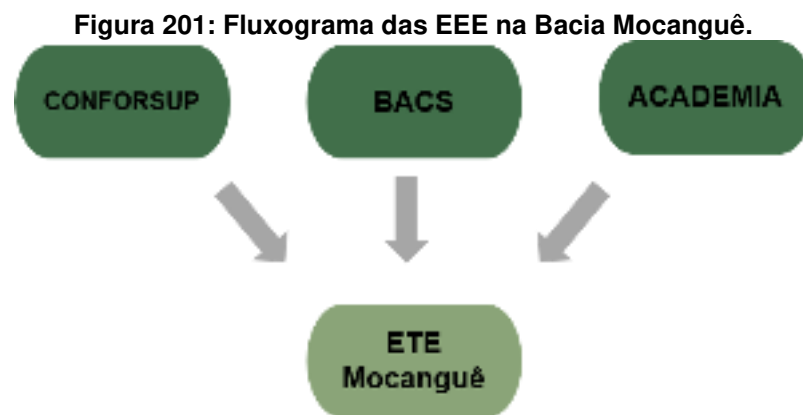 Figura 201: Fluxograma das EEE na Bacia Mocanguê.
CONFORSUP
BACS
ACADEMIA
ETE
Mocanguê